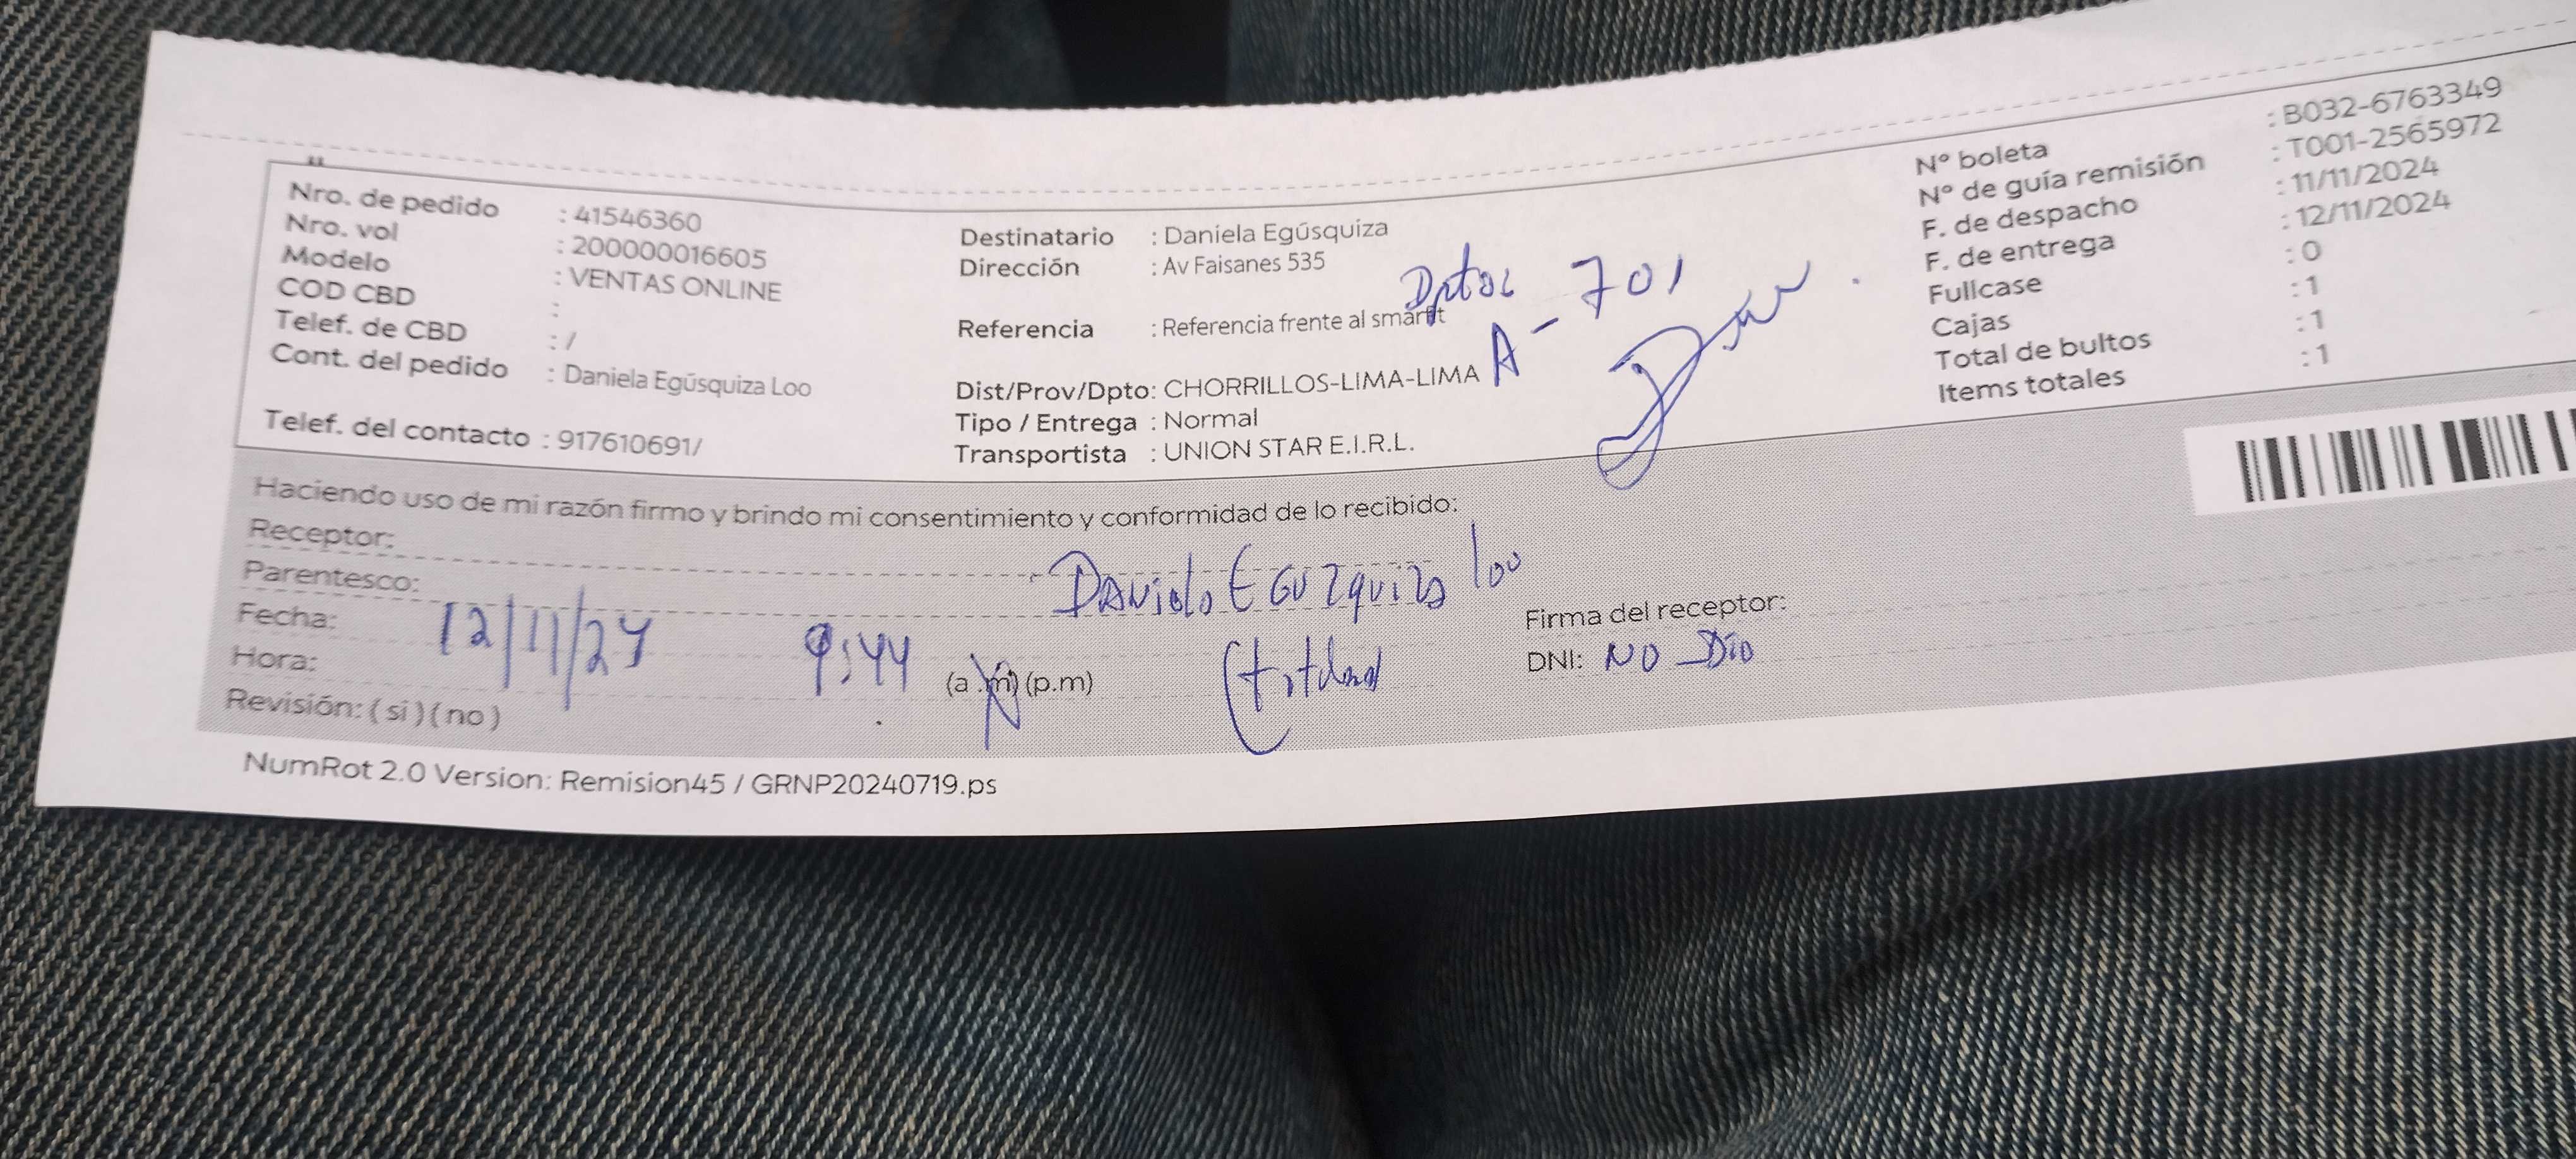 Nro. de pedido : 41546360
Nro. vol : 200000016605
Modelo : VENTAS ONLINE
COD CBD :
Telef. de CBD : /
Cont. del pedido : Daniela Egúsquiza Loo
Telef. del contacto : 917610691/
Destinatario : Daniela Egúsquiza
Dirección : Av Faisanes 535
Referencia : Referencia frente al smarfit
Dist/Prov/Dpto: CHORRILLOS-LIMA-LIMA
Tipo / Entrega : Normal
Transportista : UNION STAR E.I.R.L.
A - 701
N° boleta : B032-6763349
N° de guía remisión : T001-2565972
F. de despacho : 11/11/2024
F. de entrega : 12/11/2024
Fullcase : 0
Cajas : 1
Total de bultos : 1
Items totales : 1
Haciendo uso de mi razón firmo y brindo mi consentimiento y conformidad de lo recibido:
Receptor: Daniela Eguzquiza loo
Parentesco:
Fecha: 12/11/24
Hora: 9:44 (a.m) (p.m)
Revisión: ( si ) ( no )
Firma del receptor:
DNI: NO Dio
NumRot 2.0 Version: Remision45 / GRNP20240719.ps